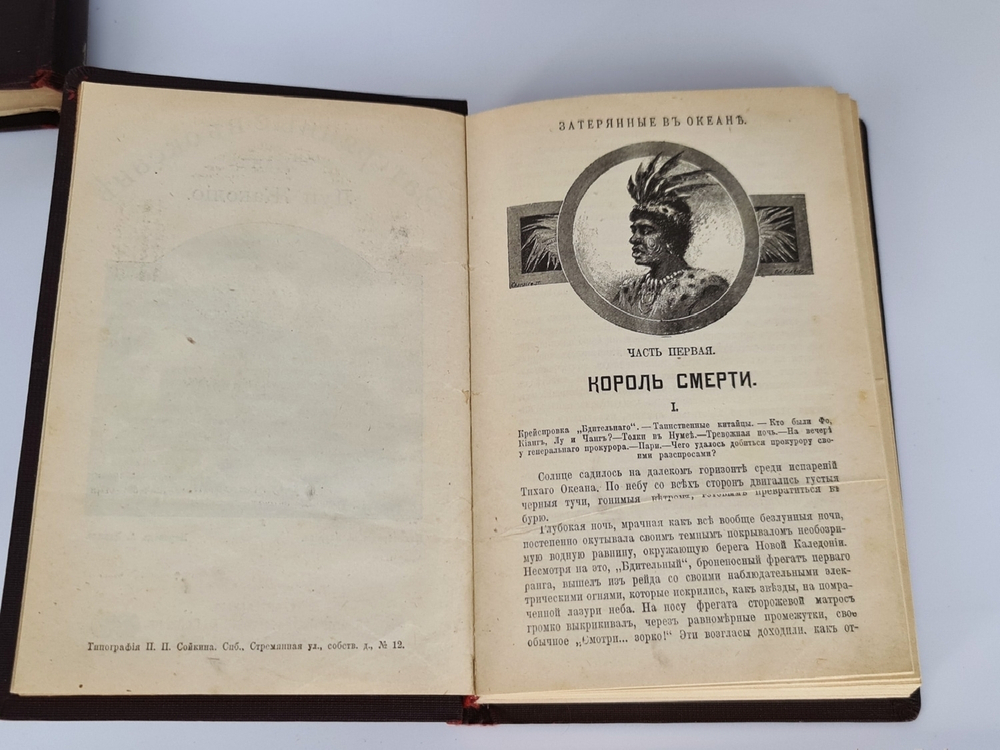 Типографія П. П. Сойкина. Спб., Стремянная ул., собств. д., № 12.
ЗАТЕРЯННЫЕ ВЪ ОКЕАНѢ.
ЧАСТЬ ПЕРВАЯ.
КОРОЛЬ СМЕРТИ.
I.
Крейсировка „Бдительнаго“. — Таинственные китайцы. — Кто были Фо,
Кіангъ, Лу и Чангъ?—Толки въ Нумеѣ.—Тревожная ночь.—На вечерѣ
у генеральнаго прокурора.—Пари.—Чего удалось добиться прокурору сво-
ими разспросами?
Солнце садилось на далекомъ горизонтѣ среди испареній
Тихаго Океана. По небу со всѣхъ сторонъ двигались густыя
черныя тучи, гонимыя вѣтромъ, готовыя превратиться въ
бурю.
Глубокая ночь, мрачная какъ всѣ вообще безлунныя ночи,
постепенно окутывала своимъ темнымъ покрываломъ необозри-
мую водную равнину, окружающую берега Новой Каледоніи.
Несмотря на это, „Бдительный“, броненосный фрегатъ перваго
ранга, вышелъ изъ рейда со своими наблюдательными элек-
трическими огнями, которые искрились, какъ звѣзды, на помра-
ченной лазури неба. На носу фрегата сторожевой матросъ
громко выкрикивалъ, черезъ равномѣрные промежутки, свое
обычное „Смотри... зорко!“ Эти возгласы доходили. какъ от-